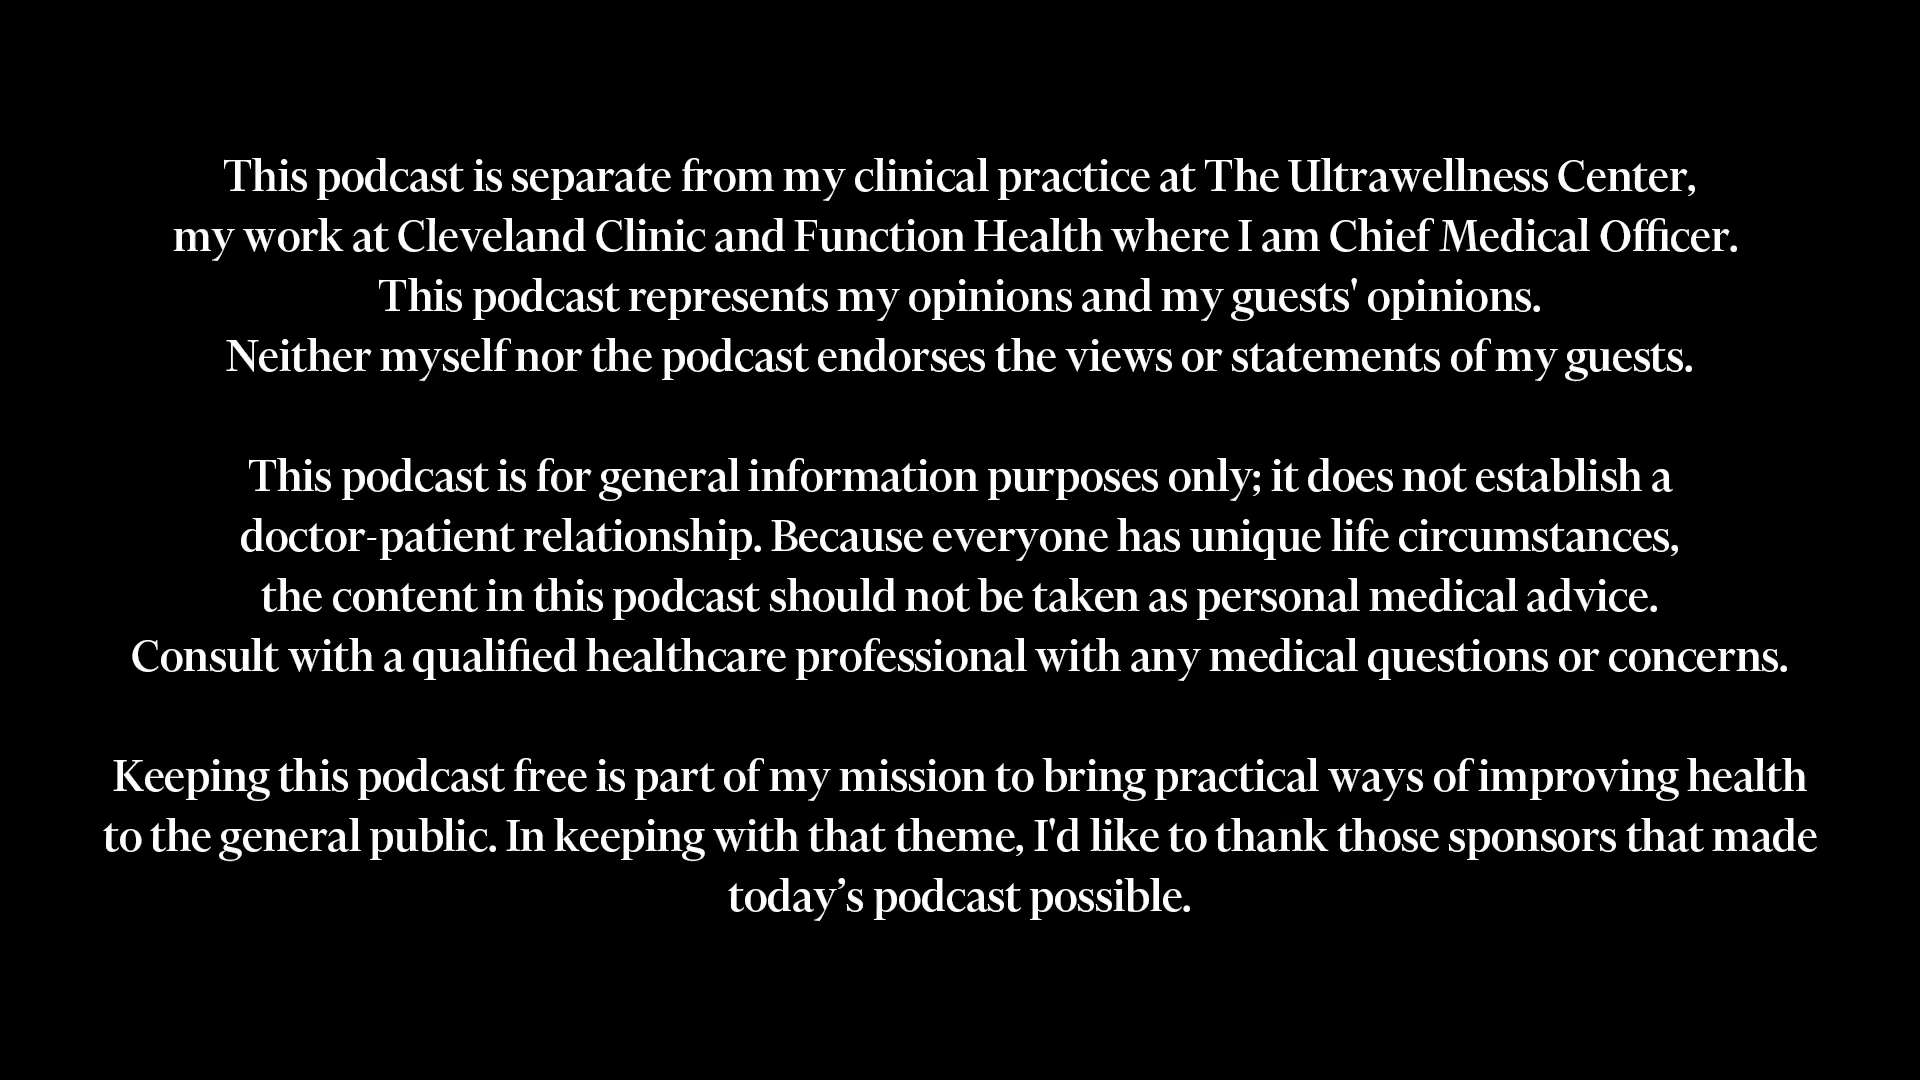 This podcast is separate from my clinical practice at The Ultrawellness Center,
my work at Cleveland Clinic and Function Health where I am Chief Medical Officer.
This podcast represents my opinions and my guests' opinions.
Neither myself nor the podcast endorses the views or statements of my guests.
This podcast is for general information purposes only; it does not establish a
doctor-patient relationship. Because everyone has unique life circumstances,
the content in this podcast should not be taken as personal medical advice.
Consult with a qualified healthcare professional with any medical questions or concerns.
Keeping this podcast free is part of my mission to bring practical ways of improving health
to the general public. In keeping with that theme, I'd like to thank those sponsors that made
today’s podcast possible.